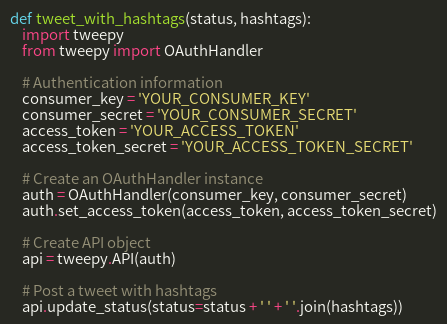 def tweet_with_hashtags(status, hashtags):
import tweepy
from tweepy import OAuthHandler
# Authentication information
consumer_key = 'YOUR_CONSUMER_KEY'
consumer_secret = 'YOUR_CONSUMER_SECRET'
access_token = 'YOUR_ACCESS_TOKEN'
access_token_secret = 'YOUR_ACCESS_TOKEN_SECRET'
# Create an OAuthHandler instance
auth = OAuthHandler(consumer_key, consumer_secret)
auth.set_access_token(access_token, access_token_secret)
# Create API object
api = tweepy.API(auth)
# Post a tweet with hashtags
api.update_status(status=status + ' ' + ' '.join(hashtags))